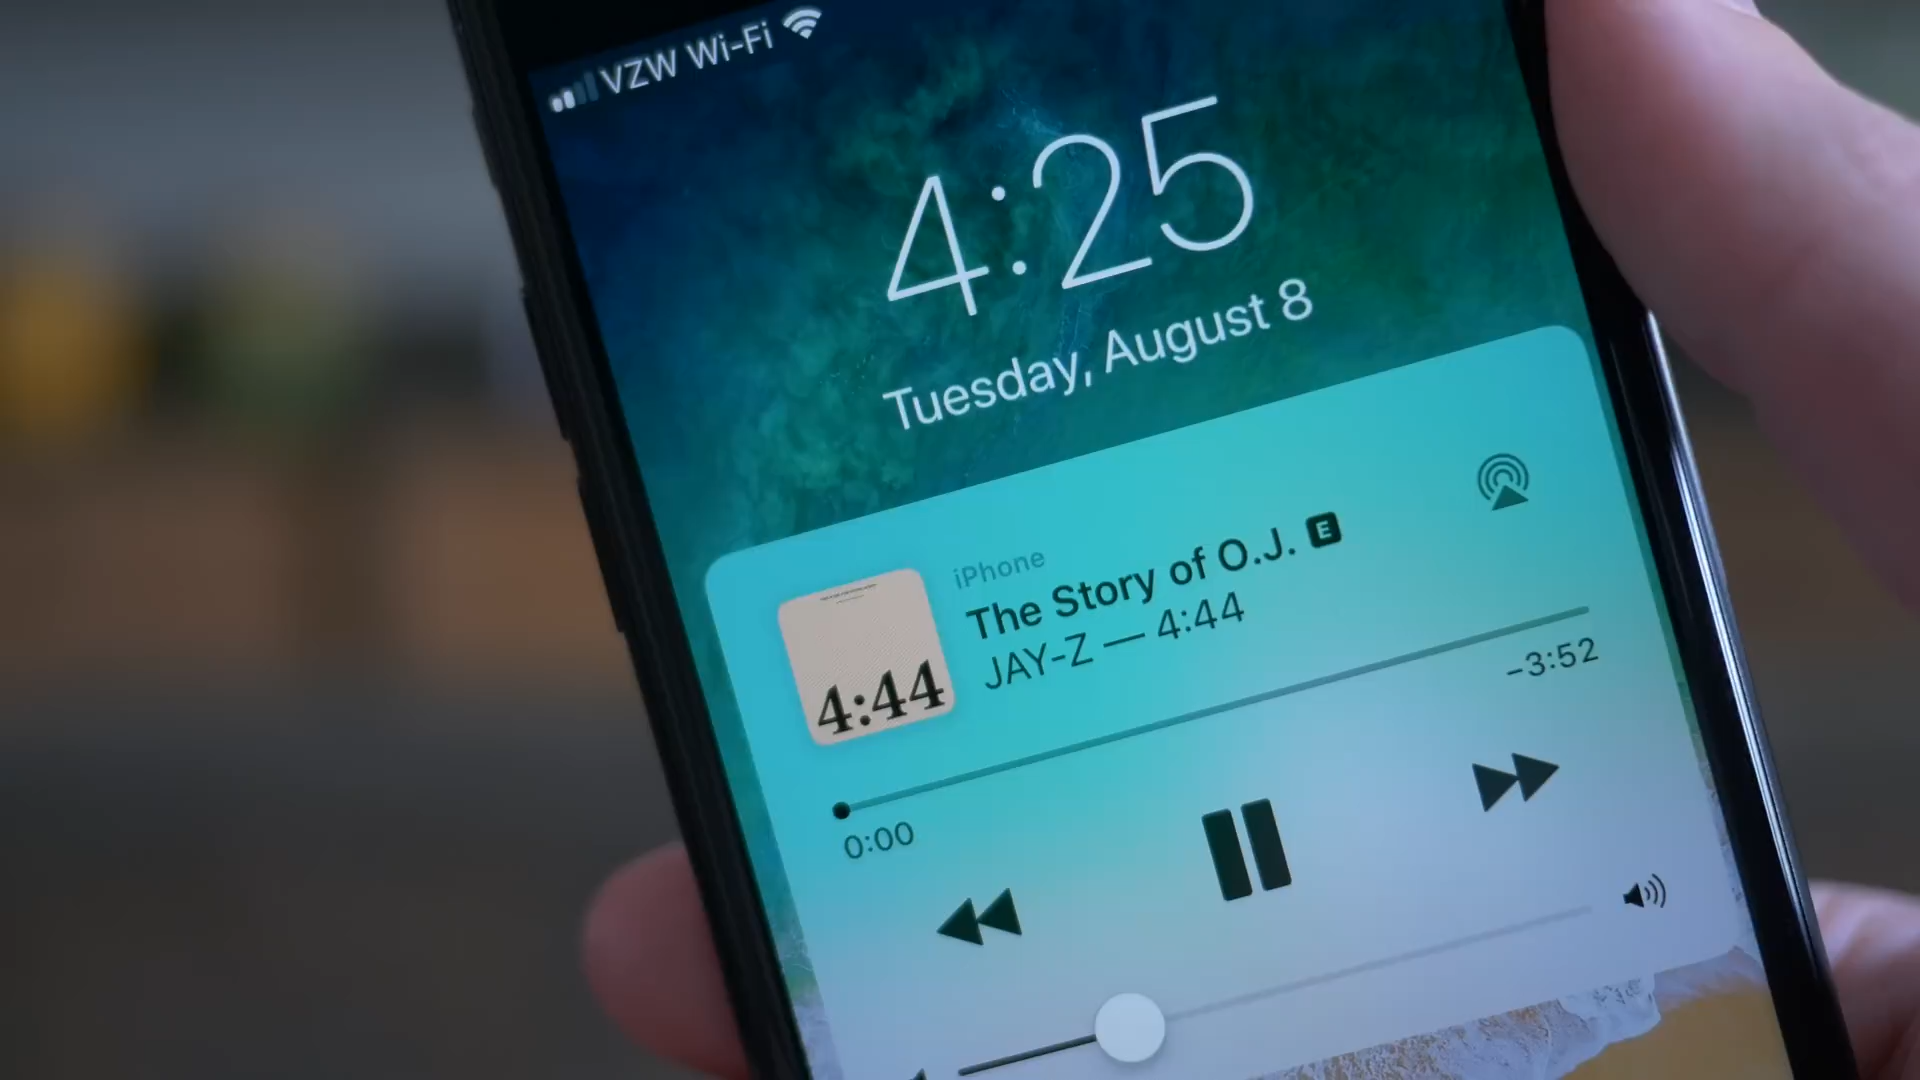 VZW Wi-Fi
4:25
Tuesday, August 8
iPhone
The Story of O.J. E
JAY-Z — 4:44
4:44
-3:52
0:00